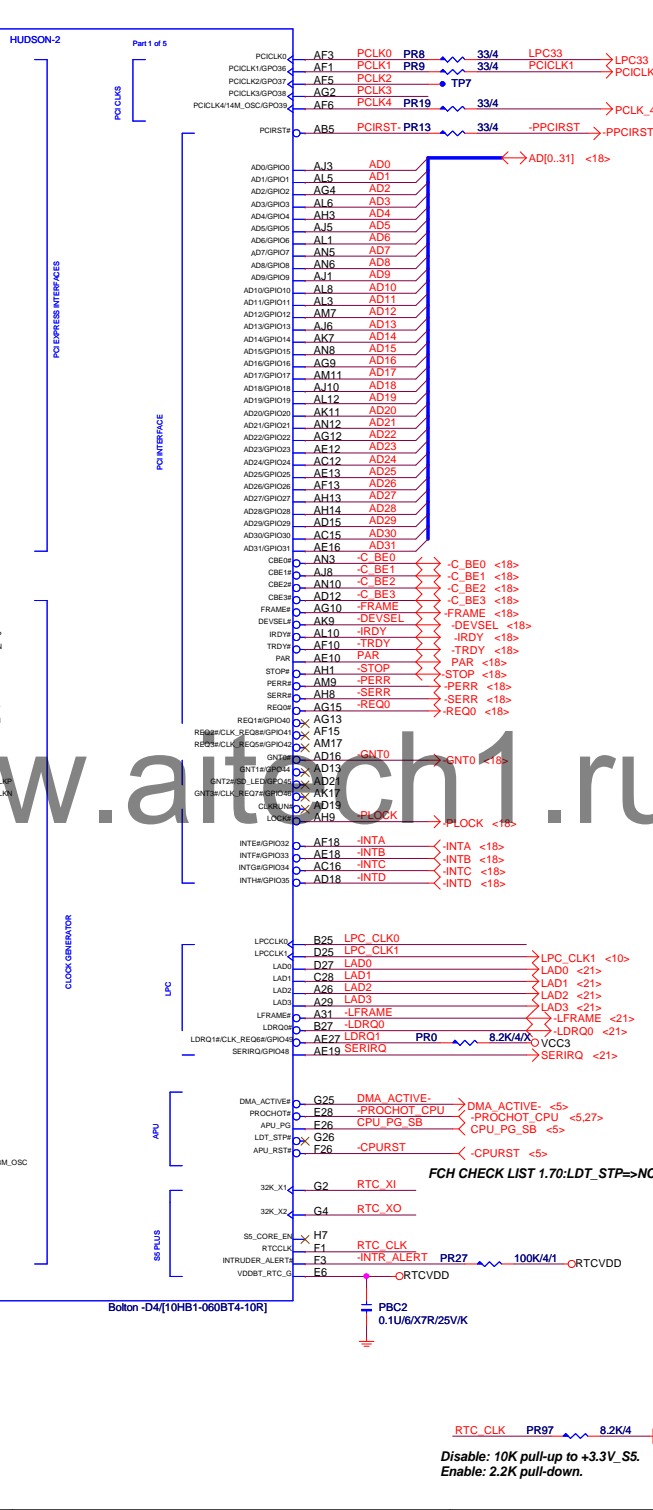 HUDSON-2 Part 1 of 5
PCI CLKS
PCICLK0 AF3 PCLK0 PR8 33/4 LPC33 LPC33
PCICLK1/GPO36 AF1 PCLK1 PR9 33/4 PCICLK1 PCICLK
PCICLK2/GPO37 AF5 PCLK2 TP7
PCICLK3/GPO38 AG2 PCLK3
PCICLK4/14M_OSC/GPO39 AF6 PCLK4 PR19 33/4 PCLK_4
PCIRST# AB5 PCIRST- PR13 33/4 -PPCIRST -PPCIRST
AD[0..31] <18>
PCI EXPRESS INTERFACES
PCI INTERFACE
AD0/GPIO0 AJ3 AD0
AD1/GPIO1 AL5 AD1
AD2/GPIO2 AG4 AD2
AD3/GPIO3 AL6 AD3
AD4/GPIO4 AH3 AD4
AD5/GPIO5 AJ5 AD5
AD6/GPIO6 AL1 AD6
AD7/GPIO7 AN5 AD7
AD8/GPIO8 AN6 AD8
AD9/GPIO9 AJ1 AD9
AD10/GPIO10 AL8 AD10
AD11/GPIO11 AL3 AD11
AD12/GPIO12 AM7 AD12
AD13/GPIO13 AJ6 AD13
AD14/GPIO14 AK7 AD14
AD15/GPIO15 AN8 AD15
AD16/GPIO16 AG9 AD16
AD17/GPIO17 AM11 AD17
AD18/GPIO18 AJ10 AD18
AD19/GPIO19 AL12 AD19
AD20/GPIO20 AK11 AD20
AD21/GPIO21 AN12 AD21
AD22/GPIO22 AG12 AD22
AD23/GPIO23 AE12 AD23
AD24/GPIO24 AC12 AD24
AD25/GPIO25 AE13 AD25
AD26/GPIO26 AF13 AD26
AD27/GPIO27 AH13 AD27
AD28/GPIO28 AH14 AD28
AD29/GPIO29 AD15 AD29
AD30/GPIO30 AC15 AD30
AD31/GPIO31 AE16 AD31
CBE0# AN3 -C_BE0 -C_BE0 <18>
CBE1# AJ8 -C_BE1 -C_BE1 <18>
CBE2# AN10 -C_BE2 -C_BE2 <18>
CBE3# AD12 -C_BE3 -C_BE3 <18>
FRAME# AG10 -FRAME -FRAME <18>
DEVSEL# AK9 -DEVSEL -DEVSEL <18>
IRDY# AL10 -IRDY -IRDY <18>
TRDY# AF10 -TRDY -TRDY <18>
PAR AE10 PAR PAR <18>
STOP# AH1 -STOP -STOP <18>
PERR# AM9 -PERR -PERR <18>
SERR# AH8 -SERR -SERR <18>
REQ0# AG15 -REQ0 -REQ0 <18>
REQ1#/GPIO40 AG13
REQ2#/CLK_REQ8#/GPIO41 AF15
REQ3#/CLK_REQ5#/GPIO42 AM17
GNT0# AD16 -GNT0 -GNT0 <18>
GNT1#/GPO44 AD13
GNT2#/SD_LED/GPO45 AD21
GNT3#/CLK_REQ7#/GPIO46 AK17
CLKRUN# AD19
LOCK# AH9 -PLOCK -PLOCK <18>
LKP
LKN
www.aitech1.ru
INTE#/GPIO32 AF18 -INTA -INTA <18>
INTF#/GPIO33 AE18 -INTB -INTB <18>
INTG#/GPIO34 AC16 -INTC -INTC <18>
INTH#/GPIO35 AD18 -INTD -INTD <18>
CLOCK GENERATOR
LPC
LPCCLK0 B25 LPC_CLK0
LPCCLK1 D25 LPC_CLK1 LPC_CLK1 <10>
LAD0 D27 LAD0 LAD0 <21>
LAD1 C28 LAD1 LAD1 <21>
LAD2 A26 LAD2 LAD2 <21>
LAD3 A29 LAD3 LAD3 <21>
LFRAME# A31 -LFRAME -LFRAME <21>
LDRQ0# B27 -LDRQ0 -LDRQ0 <21>
LDRQ1#/CLK_REQ6#/GPIO49 AE27 LDRQ1 PR0 8.2K/4/X VCC3
SERIRQ/GPIO48 AE19 SERIRQ SERIRQ <21>
APU
DMA_ACTIVE# G25 DMA_ACTIVE- DMA_ACTIVE- <5>
PROCHOT# E28 -PROCHOT_CPU -PROCHOT_CPU <5,27>
APU_PG E26 CPU_PG_SB CPU_PG_SB <5>
LDT_STP# G26
APU_RST# F26 -CPURST -CPURST <5>
M_OSC
FCH CHECK LIST 1.70:LDT_STP=>NC
S5 PLUS
32K_X1 G2 RTC_XI
32K_X2 G4 RTC_XO
S5_CORE_EN H7
RTCCLK F1 RTC_CLK
INTRUDER_ALERT# F3 -INTR_ALERT PR27 100K/4/1 RTCVDD
VDDBT_RTC_G E6 RTCVDD
Bolton -D4/[10HB1-060BT4-10R]
PBC2
0.1U/6/X7R/25V/K
RTC_CLK PR97 8.2K/4
Disable: 10K pull-up to +3.3V_S5.
Enable: 2.2K pull-down.